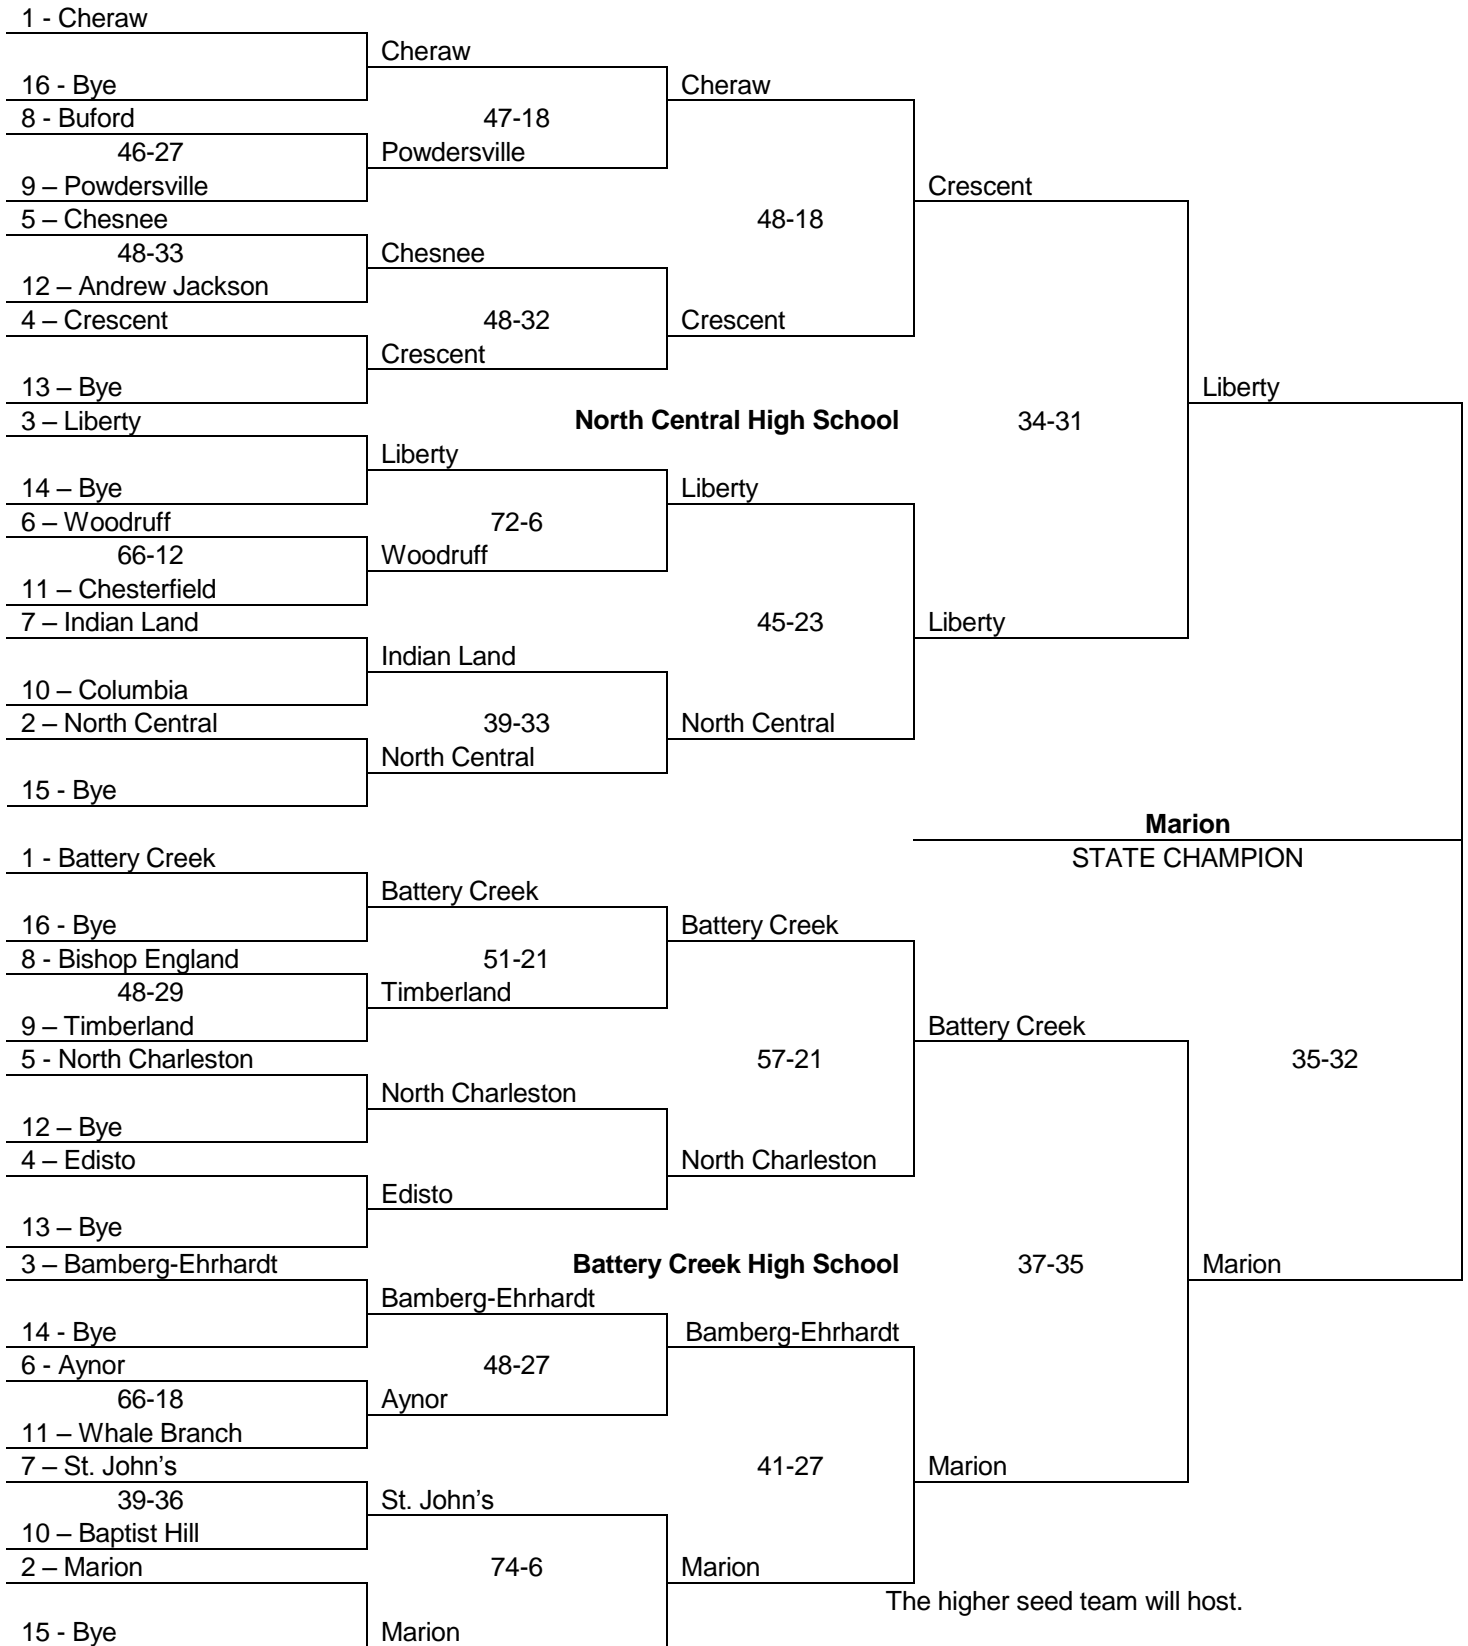 1 - Cheraw
Cheraw
16 - Bye
Cheraw
8 - Buford
47-18
46-27
Powdersville
9 – Powdersville
Crescent
5 – Chesnee
48-18
48-33
Chesnee
12 – Andrew Jackson
4 – Crescent
48-32
Crescent
Crescent
13 – Bye
Liberty
3 – Liberty
North Central High School
34-31
Liberty
14 – Bye
Liberty
6 – Woodruff
72-6
66-12
Woodruff
11 – Chesterfield
7 – Indian Land
45-23
Liberty
Indian Land
10 – Columbia
2 – North Central
39-33
North Central
North Central
15 - Bye
Marion
1 - Battery Creek
STATE CHAMPION
Battery Creek
16 - Bye
Battery Creek
8 - Bishop England
51-21
48-29
Timberland
9 – Timberland
Battery Creek
5 - North Charleston
57-21
35-32
North Charleston
12 – Bye
4 – Edisto
North Charleston
Edisto
13 – Bye
3 – Bamberg-Ehrhardt
Battery Creek High School
37-35
Marion
Bamberg-Ehrhardt
14 - Bye
Bamberg-Ehrhardt
6 - Aynor
48-27
66-18
Aynor
11 – Whale Branch
7 – St. John’s
41-27
Marion
39-36
St. John’s
10 – Baptist Hill
2 – Marion
74-6
Marion
The higher seed team will host.
15 - Bye
Marion